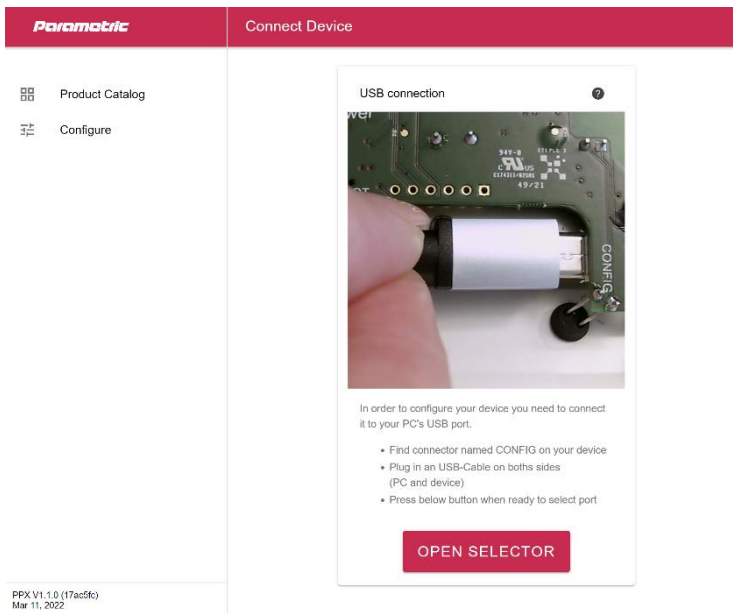 Parametric
Connect Device
Product Catalog
Configure
USB connection
94V-0
US
49/21
CONFIG
In order to configure your device you need to connect
it to your PC's USB port.
Find connector named CONFIG on your device
Plug in an USB-Cable on boths sides
(PC and device)
Press below button when ready to select port
OPEN SELECTOR
PPX V1.1.0 (17ac5fc)
Mar 11, 2022